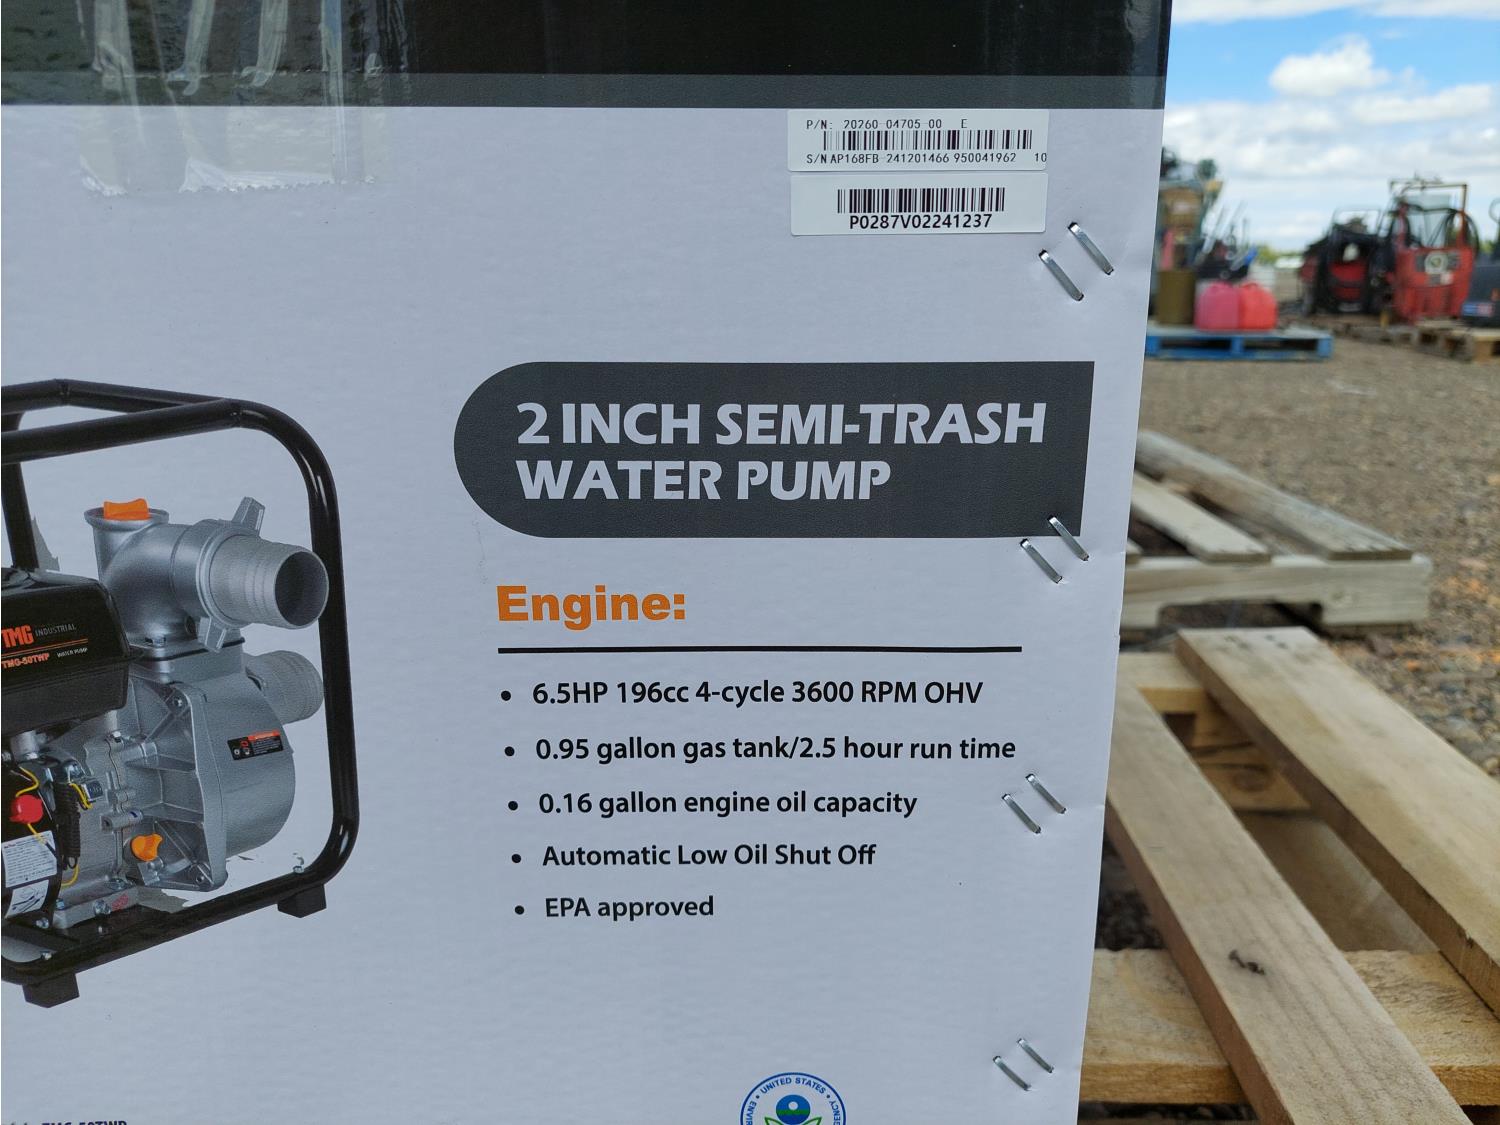 P/N: 20260-04705-00 E
S/N AP168FB 241201466 950041962 10
P0287V02241237
2 INCH SEMI-TRASH
WATER PUMP
TMG INDUSTRIAL
TMG-50TWP WATER PUMP
Engine:
• 6.5HP 196cc 4-cycle 3600 RPM OHV
• 0.95 gallon gas tank/2.5 hour run time
• 0.16 gallon engine oil capacity
• Automatic Low Oil Shut Off
• EPA approved
UNITED STATES